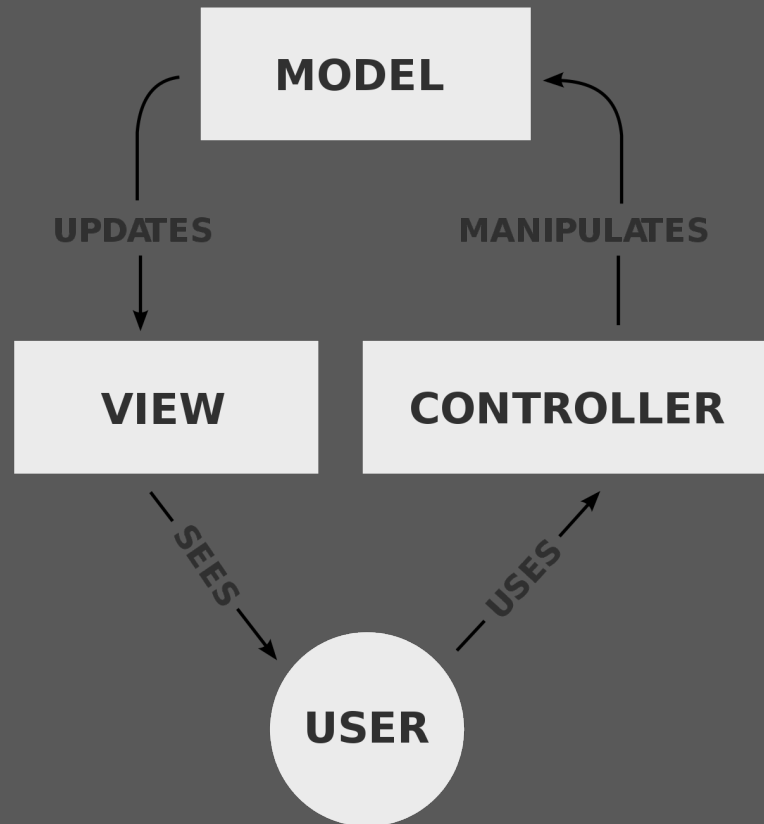 MODEL
UPDATES
MANIPULATES
VIEW
CONTROLLER
SEES
USES
USER